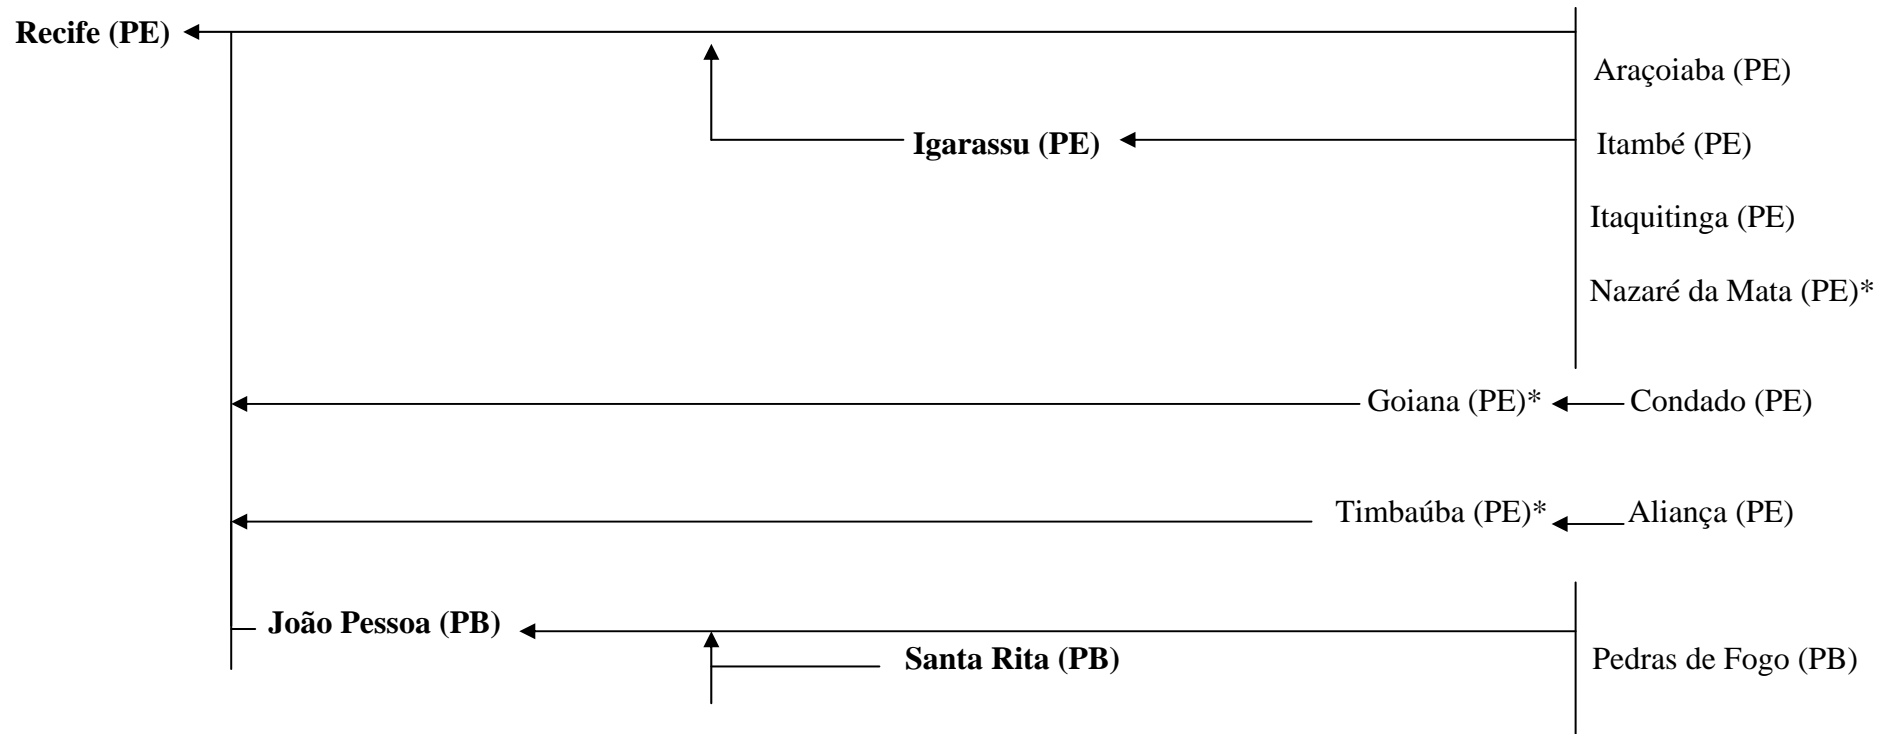 Recife (PE)
Araçoiaba (PE)
Igarassu (PE)
Itambé (PE)
Itaquitinga (PE)
Nazaré da Mata (PE)*
Goiana (PE)*
Condado (PE)
Timbaúba (PE)*
Aliança (PE)
João Pessoa (PB)
Santa Rita (PB)
Pedras de Fogo (PB)